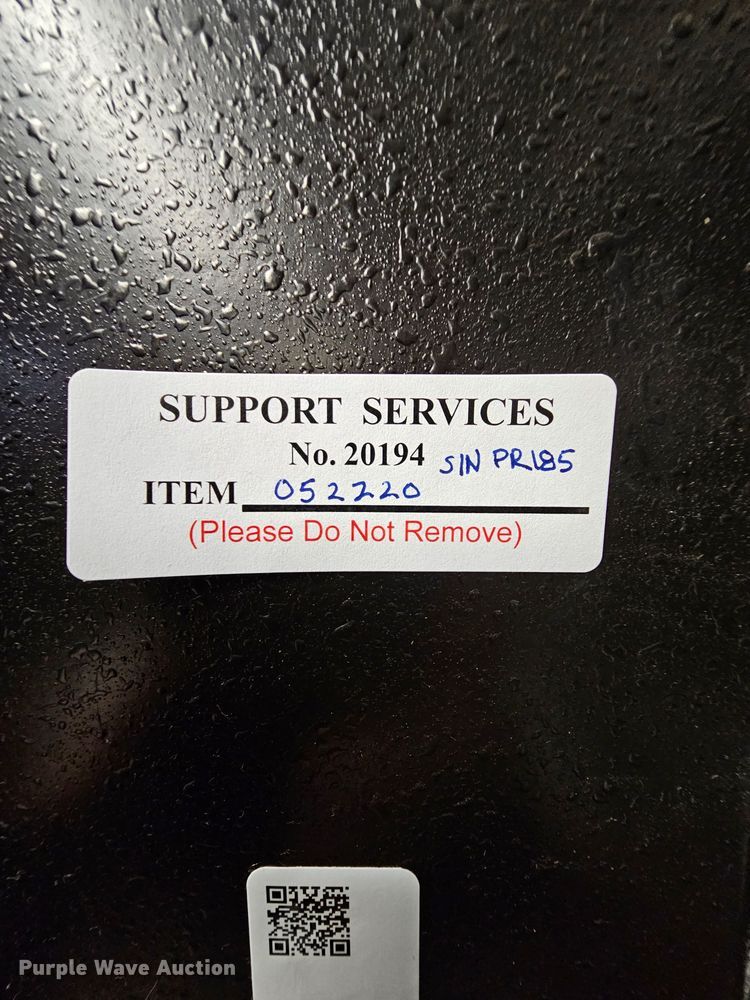 SUPPORT SERVICES
No. 20194 S/N PR185
ITEM 052220
(Please Do Not Remove)
Purple Wave Auction